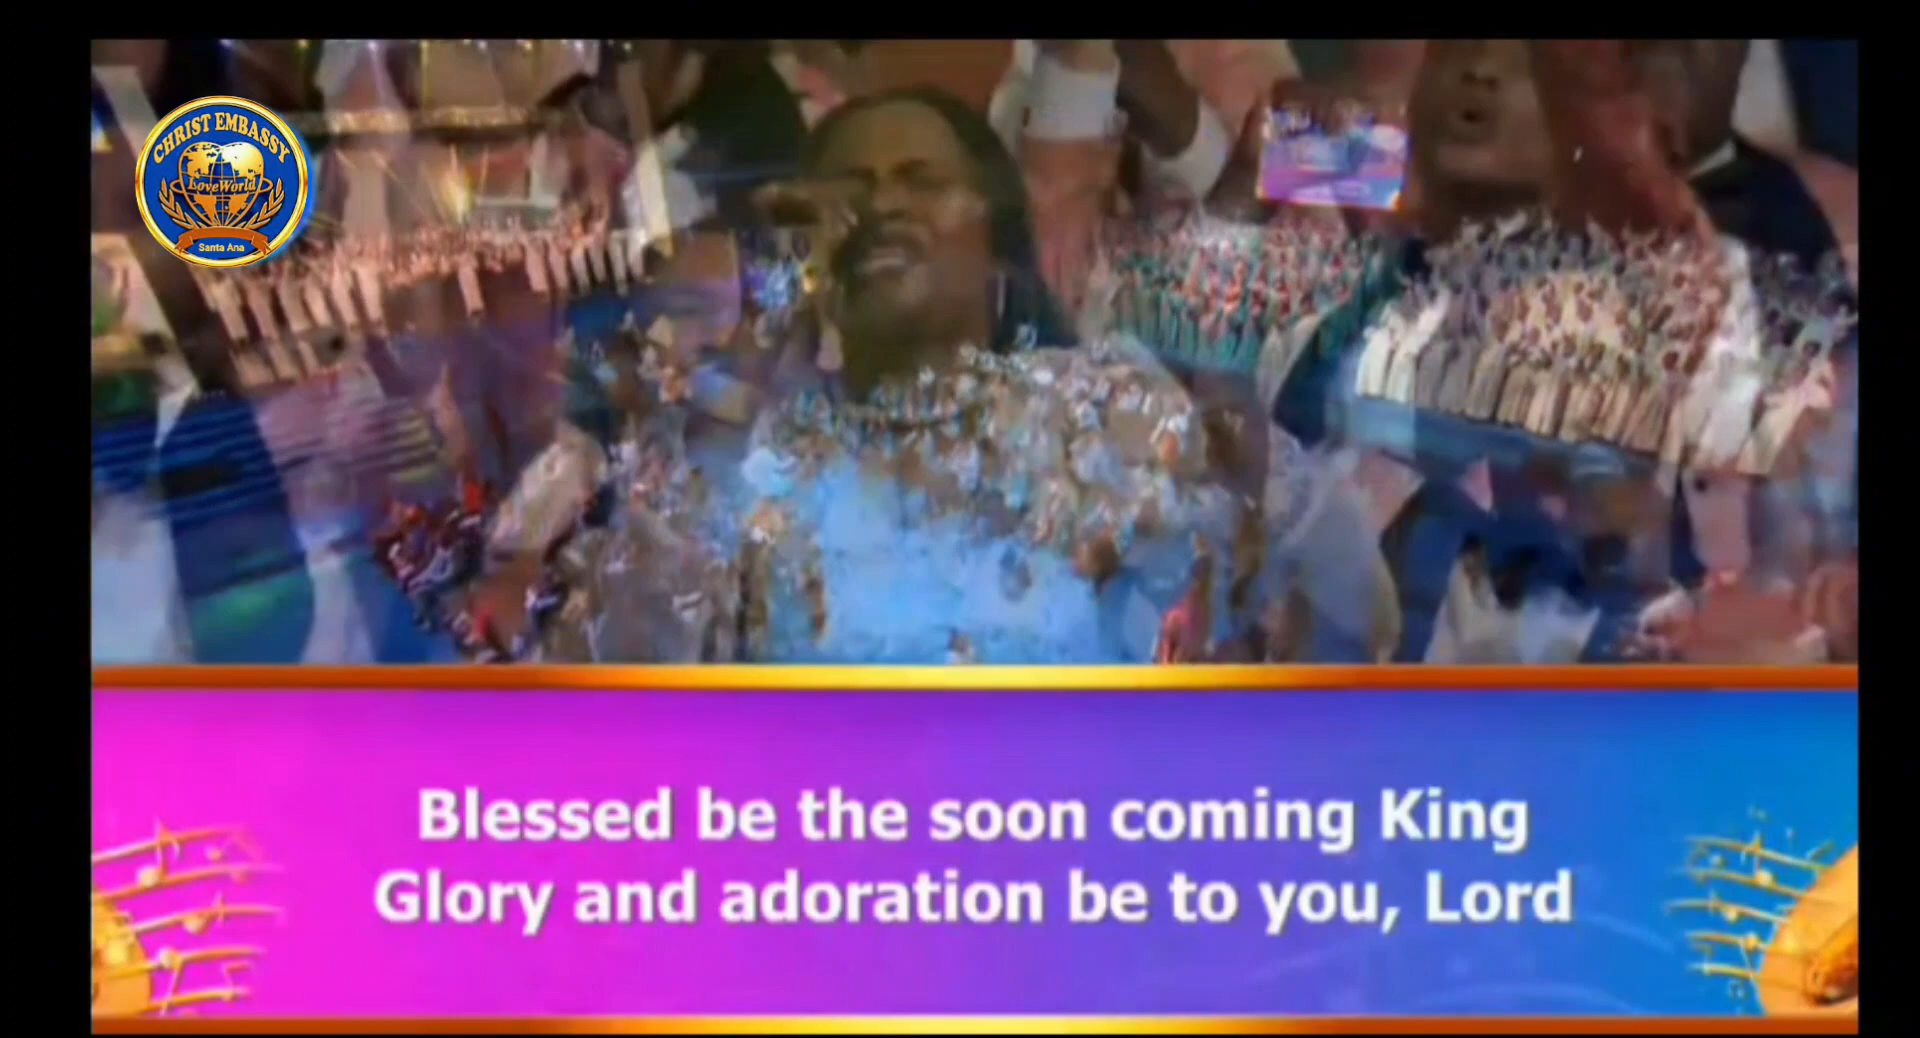 CHRIST EMBASSY
LoveWorld
Santa Ana
Blessed be the soon coming King
Glory and adoration be to you, Lord